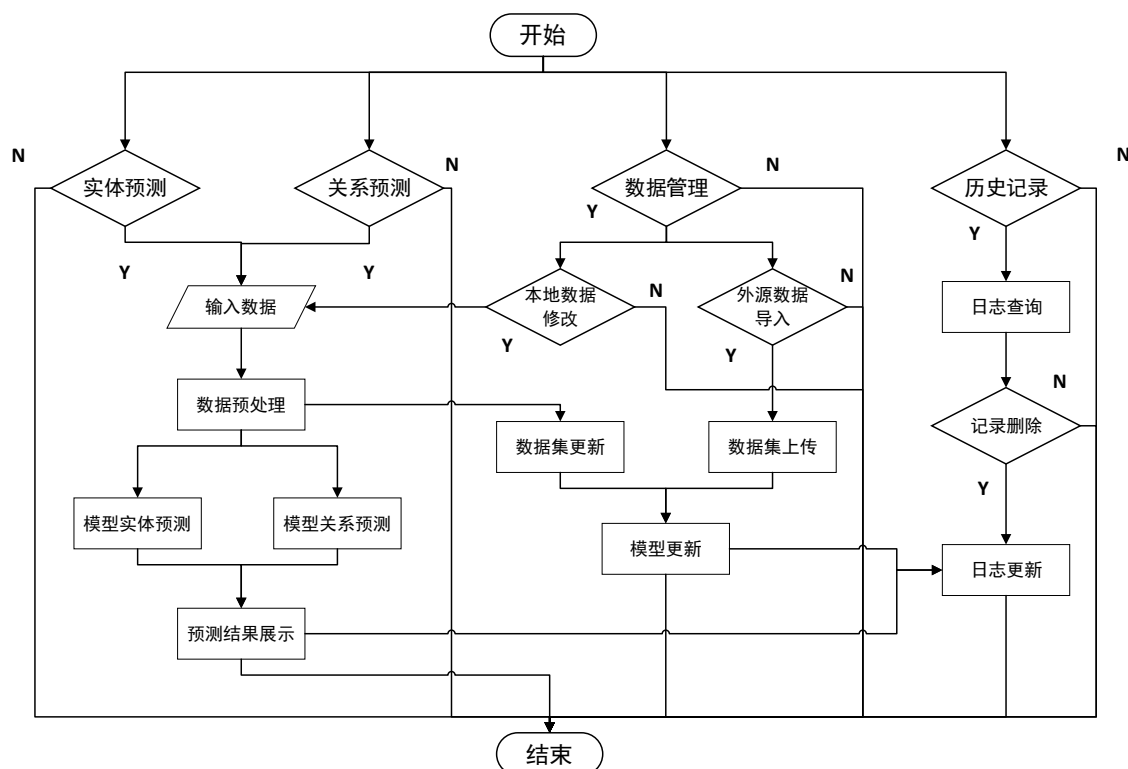 开始
N
N
N
N
实体预测
关系预测
数据管理
历史记录
Y
Y
Y
Y
N
N
输入数据
本地数据
修改
外源数据
导入
日志查询
Y
Y
N
数据预处理
数据集更新
数据集上传
记录删除
Y
模型实体预测
模型关系预测
模型更新
日志更新
预测结果展示
结束